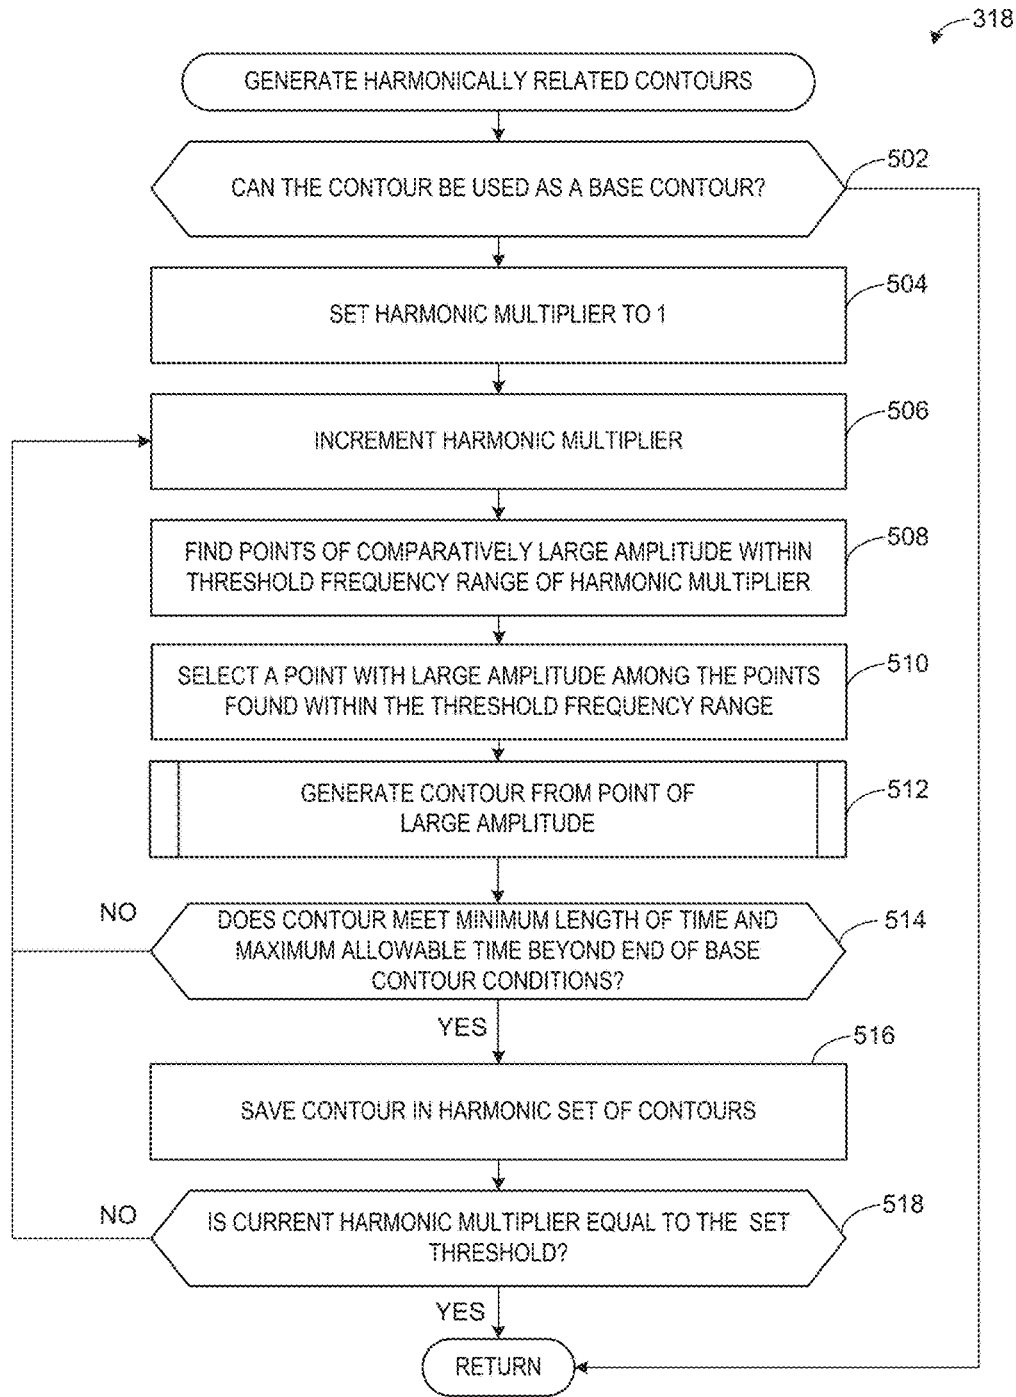 318
GENERATE HARMONICALLY RELATED CONTOURS
502
CAN THE CONTOUR BE USED AS A BASE CONTOUR?
504
SET HARMONIC MULTIPLIER TO 1
506
INCREMENT HARMONIC MULTIPLIER
508
FIND POINTS OF COMPARATIVELY LARGE AMPLITUDE WITHIN
THRESHOLD FREQUENCY RANGE OF HARMONIC MULTIPLIER
510
SELECT A POINT WITH LARGE AMPLITUDE AMONG THE POINTS
FOUND WITHIN THE THRESHOLD FREQUENCY RANGE
512
GENERATE CONTOUR FROM POINT OF
LARGE AMPLITUDE
NO
514
DOES CONTOUR MEET MINIMUM LENGTH OF TIME AND
MAXIMUM ALLOWABLE TIME BEYOND END OF BASE
CONTOUR CONDITIONS?
YES
516
SAVE CONTOUR IN HARMONIC SET OF CONTOURS
NO
518
IS CURRENT HARMONIC MULTIPLIER EQUAL TO THE SET
THRESHOLD?
YES
RETURN